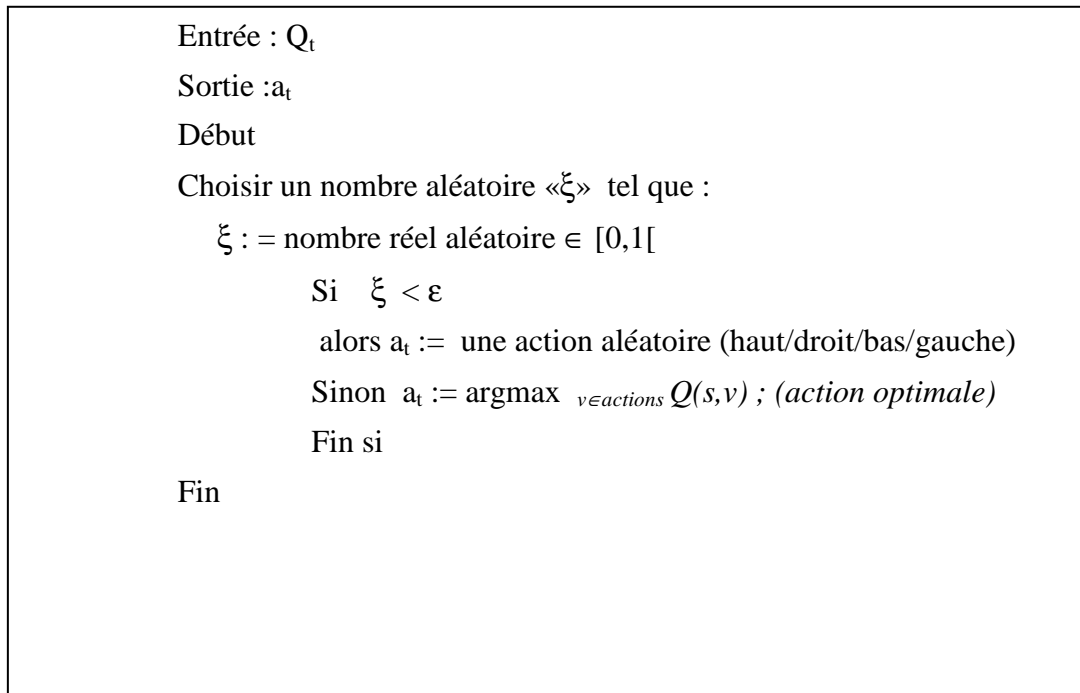 Entrée : Qt
Sortie :at
Début
Choisir un nombre aléatoire «ξ» tel que :
ξ : = nombre réel aléatoire ∈ [0,1[
Si ξ < ε
alors at := une action aléatoire (haut/droit/bas/gauche)
Sinon at := argmax v∈actions Q(s,v) ; (action optimale)
Fin si
Fin